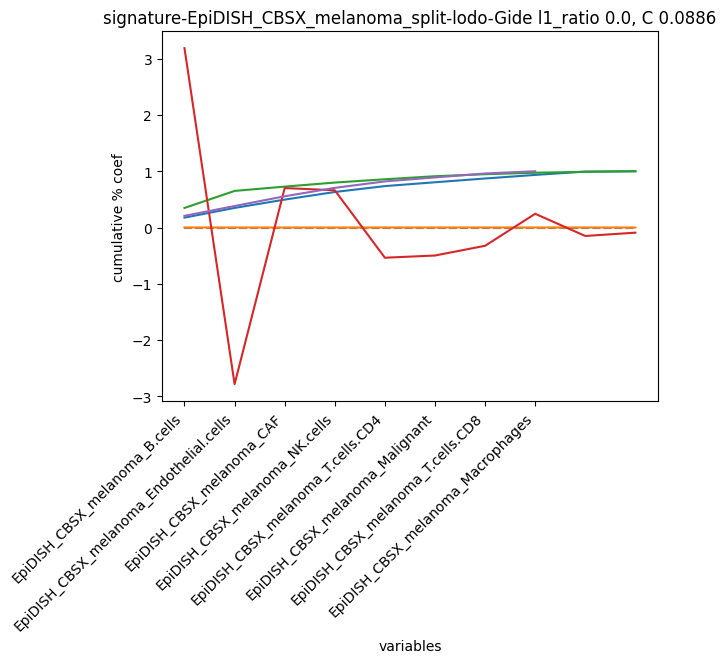 signature-EpiDISH_CBSX_melanoma_split-lodo-Gide l1_ratio 0.0, C 0.0886
cumulative % coef
3
2
1
0
−1
−2
−3
EpiDISH_CBSX_melanoma_B.cells
EpiDISH_CBSX_melanoma_Endothelial.cells
EpiDISH_CBSX_melanoma_CAF
EpiDISH_CBSX_melanoma_NK.cells
EpiDISH_CBSX_melanoma_T.cells.CD4
EpiDISH_CBSX_melanoma_Malignant
EpiDISH_CBSX_melanoma_T.cells.CD8
EpiDISH_CBSX_melanoma_Macrophages
variables